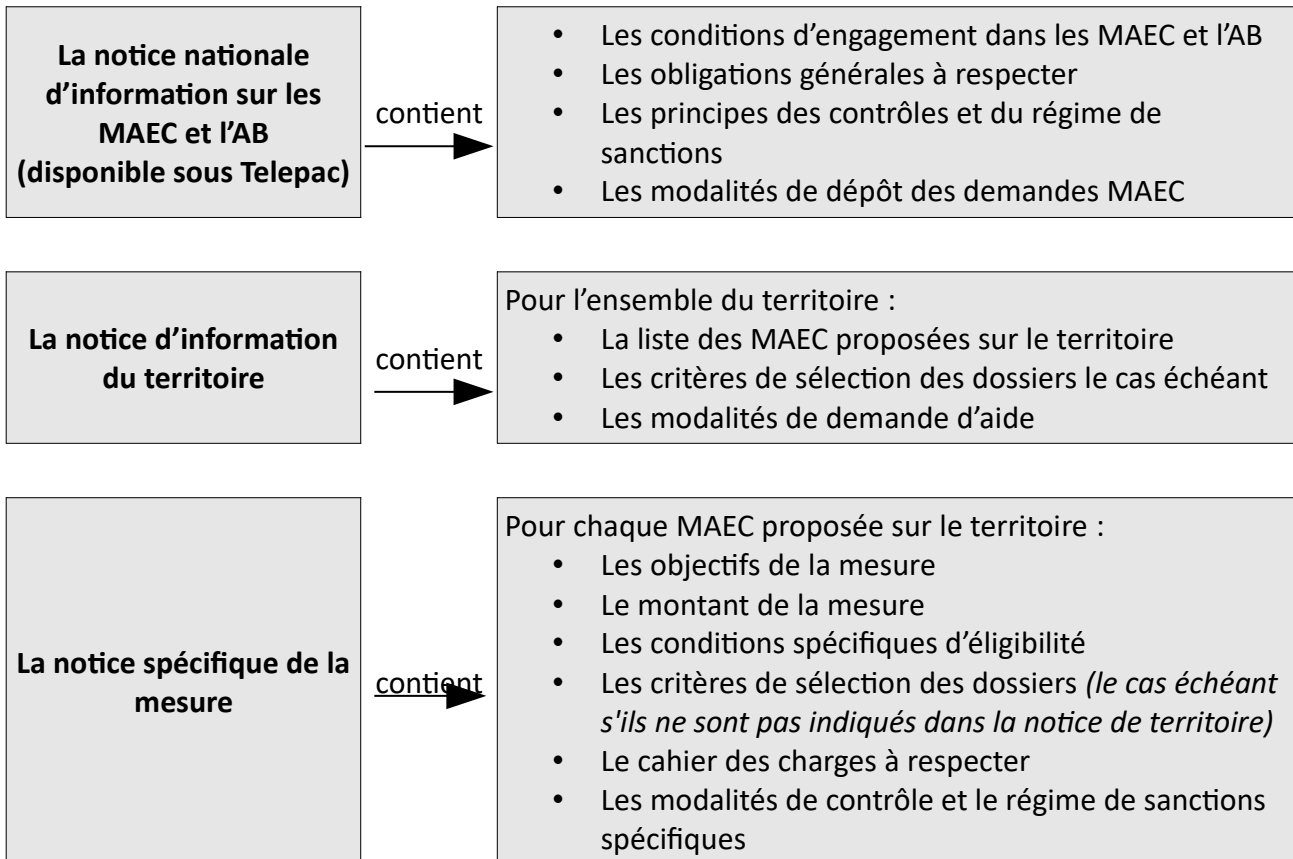 La notice nationale
d’information sur les
MAEC et l’AB
(disponible sous Telepac)
contient
• Les conditions d’engagement dans les MAEC et l’AB
• Les obligations générales à respecter
• Les principes des contrôles et du régime de
sanctions
• Les modalités de dépôt des demandes MAEC
La notice d’information
du territoire
contient
Pour l’ensemble du territoire :
• La liste des MAEC proposées sur le territoire
• Les critères de sélection des dossiers le cas échéant
• Les modalités de demande d’aide
La notice spécifique de la
mesure
contient
Pour chaque MAEC proposée sur le territoire :
• Les objectifs de la mesure
• Le montant de la mesure
• Les conditions spécifiques d’éligibilité
• Les critères de sélection des dossiers (le cas échéant
s'ils ne sont pas indiqués dans la notice de territoire)
• Le cahier des charges à respecter
• Les modalités de contrôle et le régime de sanctions
spécifiques